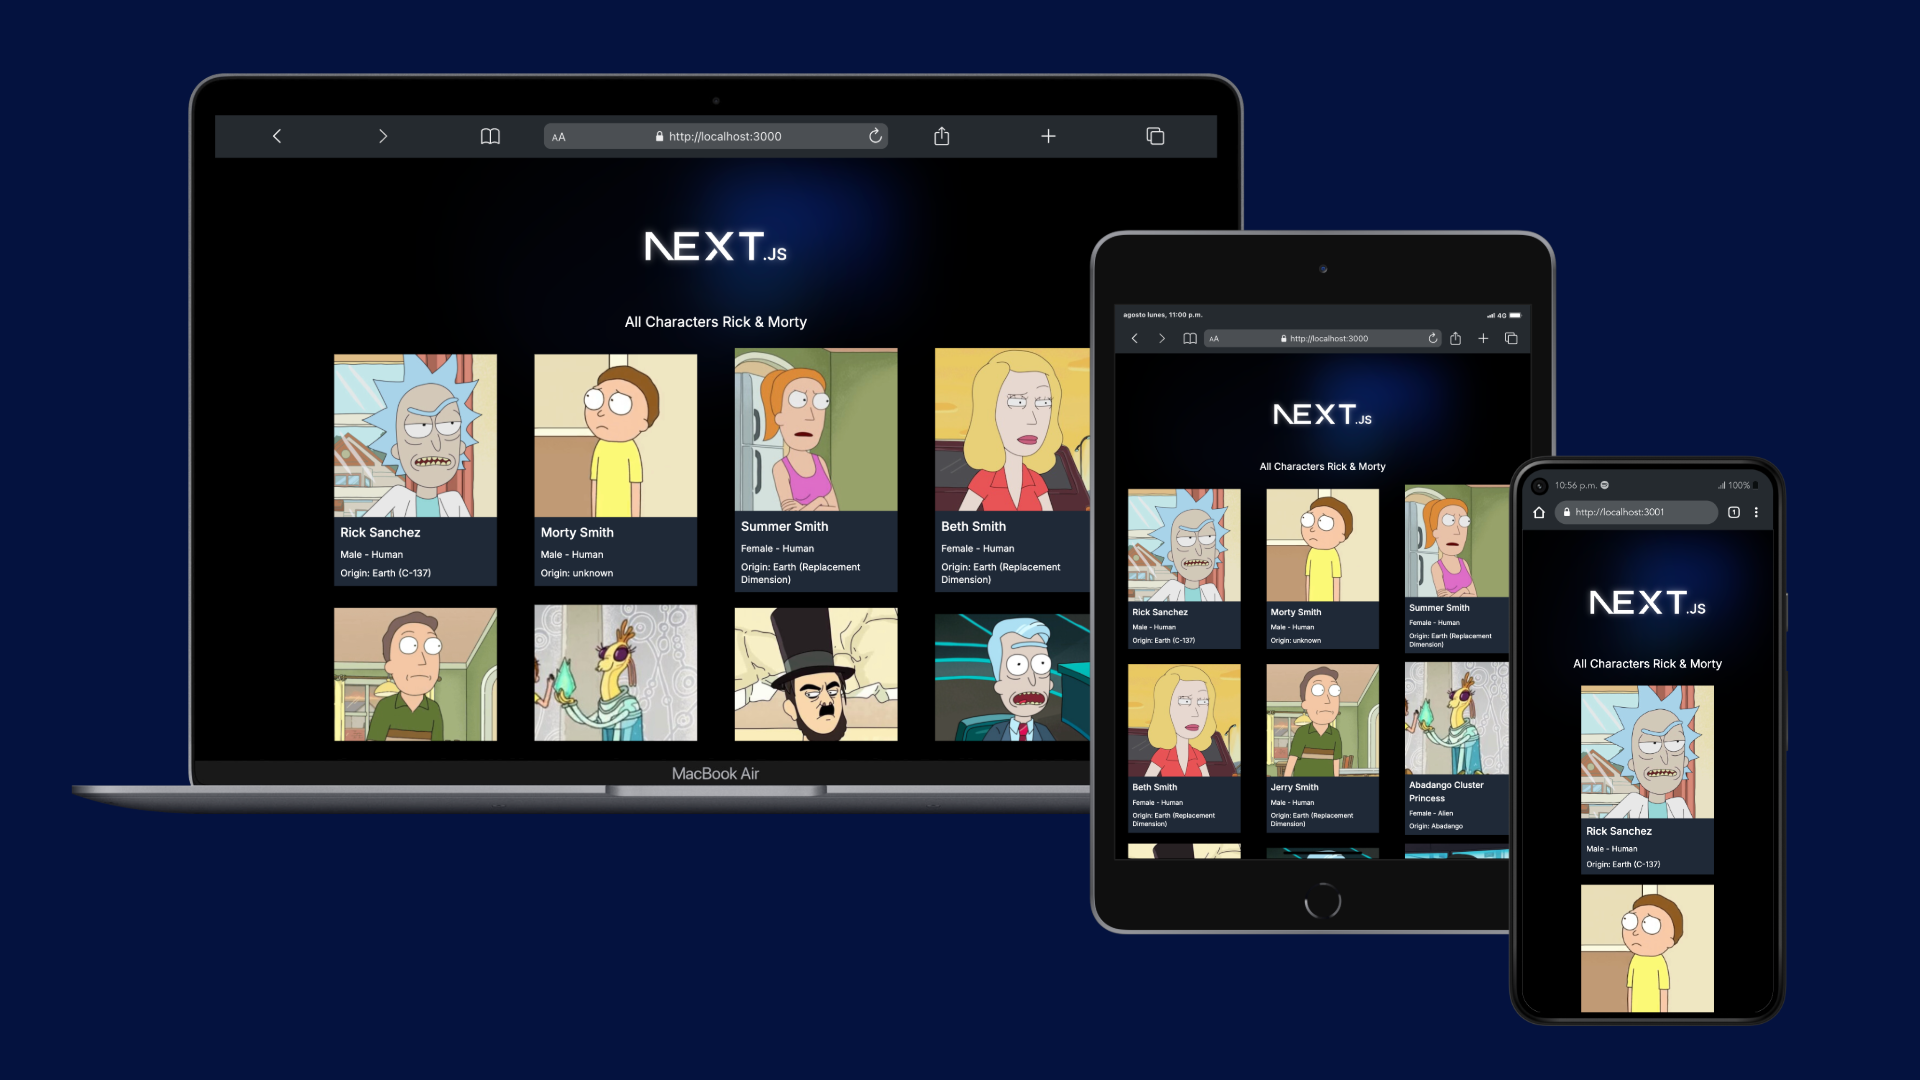 AA http://localhost:3000
NEXT.JS
All Characters Rick & Morty
Rick Sanchez
Male - Human
Origin: Earth (C-137)
Morty Smith
Male - Human
Origin: unknown
Summer Smith
Female - Human
Origin: Earth (Replacement
Dimension)
Beth Smith
Female - Human
Origin: Earth (Replacement
Dimension)
MacBook Air
agosto lunes, 11:00 p.m.
4G
AA http://localhost:3000
NEXT.JS
All Characters Rick & Morty
Rick Sanchez
Male - Human
Origin: Earth (C-137)
Morty Smith
Male - Human
Origin: unknown
Summer Smith
Female - Human
Origin: Earth (Replacement
Dimension)
Beth Smith
Female - Human
Origin: Earth (Replacement
Dimension)
Jerry Smith
Male - Human
Origin: Earth (Replacement
Dimension)
Abadango Cluster
Princess
Female - Alien
Origin: Abadango
10:56 p.m.
100%
http://localhost:3001
1
NEXT.JS
All Characters Rick & Morty
Rick Sanchez
Male - Human
Origin: Earth (C-137)